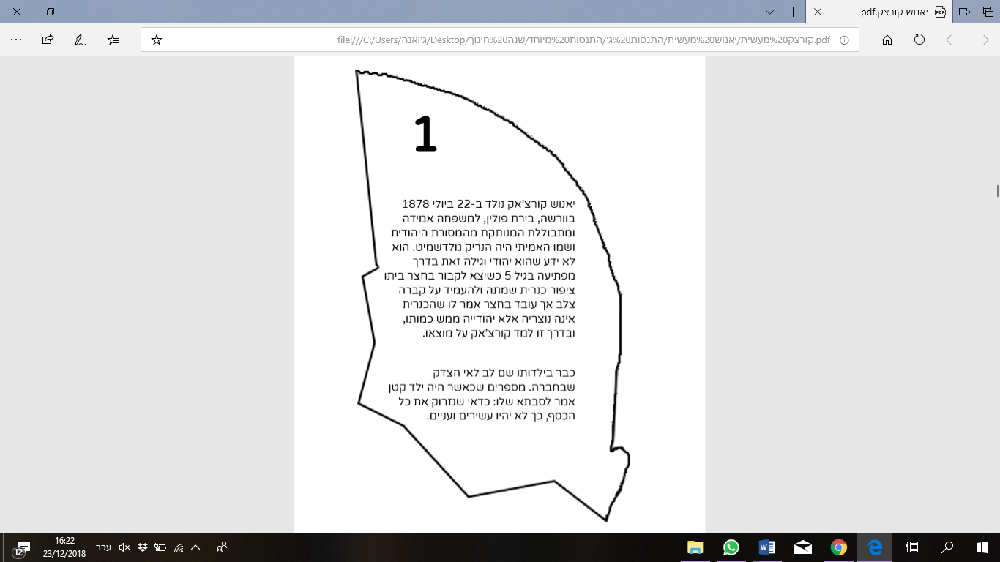 יאנוש קורצק.pdf
file:///C:/Users/ג'ואנה/Desktop/שנה%20חינוך%20מיוחד/התנסות%20ג'/התנסות%20מעשית/יאנוש%20מעשית%20קורצק.pdf
1
יאנוש קורצ'אק נולד ב-22 ביולי 1878
בוורשה, בירת פולין, למשפחה אמידה
ומתבוללת המנותקת מהמסורת היהודית
ושמו האמיתי היה הנריק גולדשמיט. הוא
לא ידע שהוא יהודי וגילה זאת בדרך
מפתיעה בגיל 5 כשיצא לקבור בחצר ביתו
ציפור כנרית שמתה ולהעמיד על קברה
צלב אך עובד בחצר אמר לו שהכנרית
אינה נוצריה אלא יהודייה ממש כמותו,
ובדרך זו למד קורצ'אק על מוצאו.
כבר בילדותו שם לב לאי הצדק
שבחברה. מספרים שכאשר היה ילד קטן
אמר לסבתא שלו: כדאי שנזרוק את כל
הכסף, כך לא יהיו עשירים ועניים.
16:22
עבר
23/12/2018
12